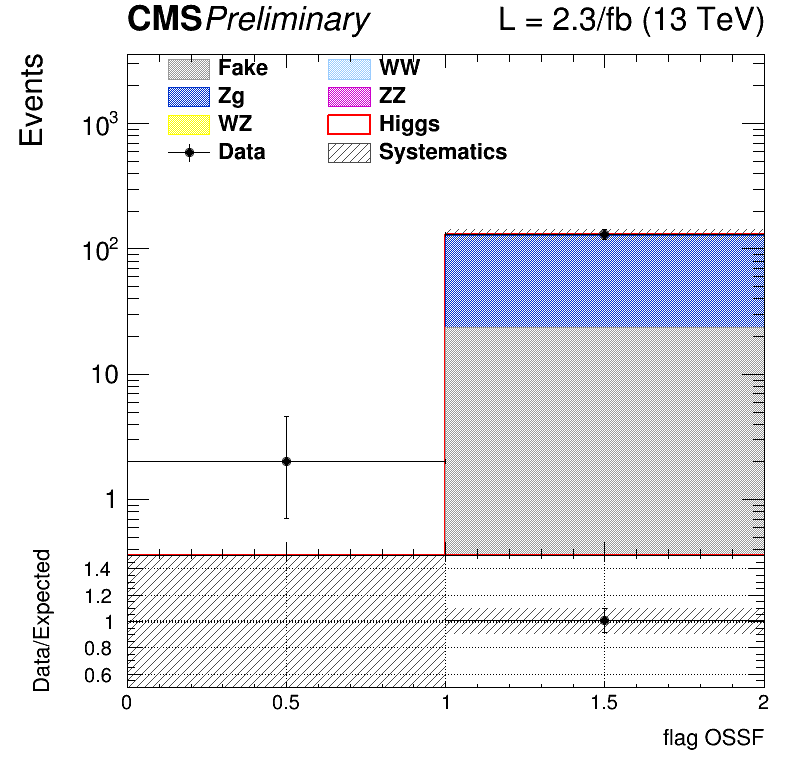 CMS Preliminary L = 2.3/fb (13 TeV)
Events
Fake WW
Zg ZZ
WZ Higgs
Data Systematics
10³
10²
10
1
Data/Expected
1.4
1.2
1
0.8
0.6
0 0.5 1 1.5 2
flag OSSF